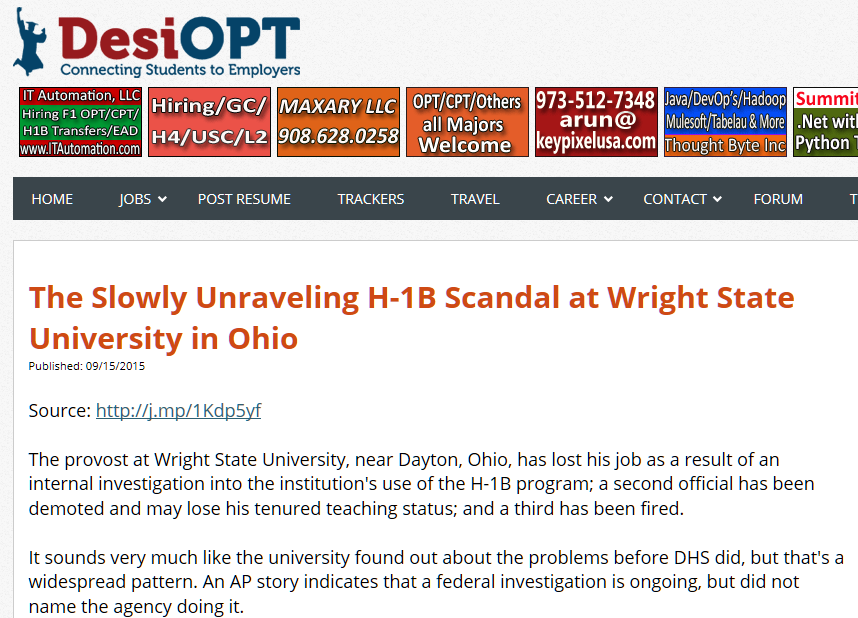 DesiOPT
Connecting Students to Employers
IT Automation, LLC
Hiring F1 OPT/CPT/
H1B Transfers/EAD
www.ITAutomation.com
Hiring/GC/
H4/USC/L2
MAXARY LLC
908.628.0258
OPT/CPT/Others
all Majors
Welcome
973-512-7348
arun@
keypixelusa.com
Java/DevOp's/Hadoop
Mulesoft/Tabelau & More
Thought Byte Inc
Summit
.Net with
Python
HOME JOBS POST RESUME TRACKERS TRAVEL CAREER CONTACT FORUM
The Slowly Unraveling H-1B Scandal at Wright State
University in Ohio
Published: 09/15/2015
Source: http://j.mp/1Kdp5yf
The provost at Wright State University, near Dayton, Ohio, has lost his job as a result of an
internal investigation into the institution's use of the H-1B program; a second official has been
demoted and may lose his tenured teaching status; and a third has been fired.
It sounds very much like the university found out about the problems before DHS did, but that's a
widespread pattern. An AP story indicates that a federal investigation is ongoing, but did not
name the agency doing it.